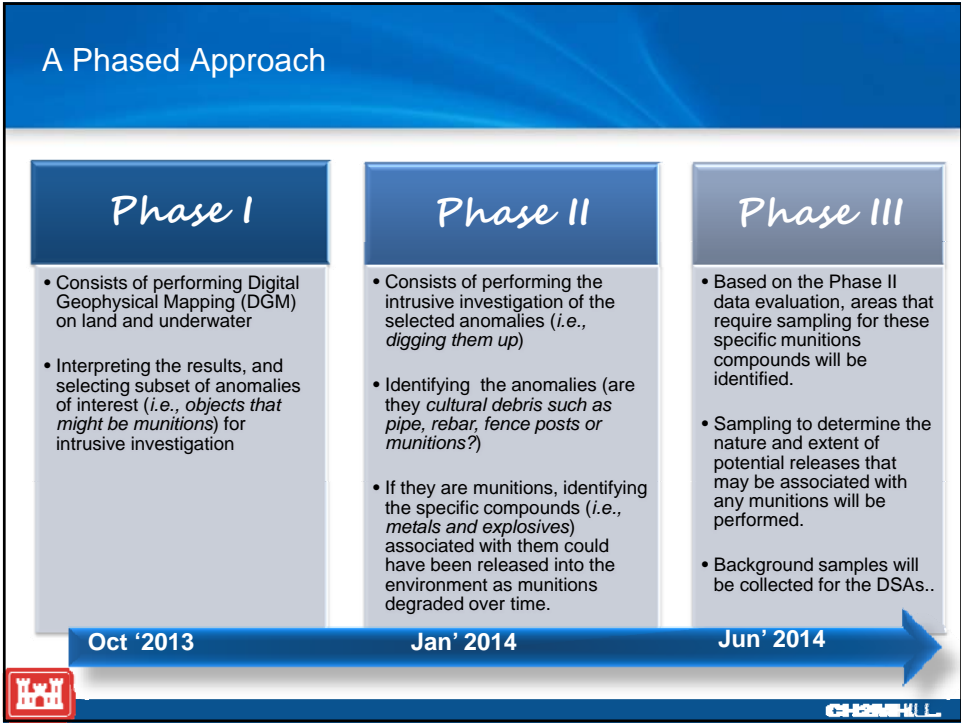 A Phased Approach
Phase I
• Consists of performing Digital
Geophysical Mapping (DGM)
on land and underwater
• Interpreting the results, and
selecting subset of anomalies
of interest (i.e., objects that
might be munitions) for
intrusive investigation
Phase II
• Consists of performing the
intrusive investigation of the
selected anomalies (i.e.,
digging them up)
• Identifying the anomalies (are
they cultural debris such as
pipe, rebar, fence posts or
munitions?)
• If they are munitions, identifying
the specific compounds (i.e.,
metals and explosives)
associated with them could
have been released into the
environment as munitions
degraded over time.
Phase III
• Based on the Phase II
data evaluation, areas that
require sampling for these
specific munitions
compounds will be
identified.
• Sampling to determine the
nature and extent of
potential releases that
may be associated with
any munitions will be
performed.
• Background samples will
be collected for the DSAs..
Oct ‘2013
Jan’ 2014
Jun’ 2014
CH2MHILL.